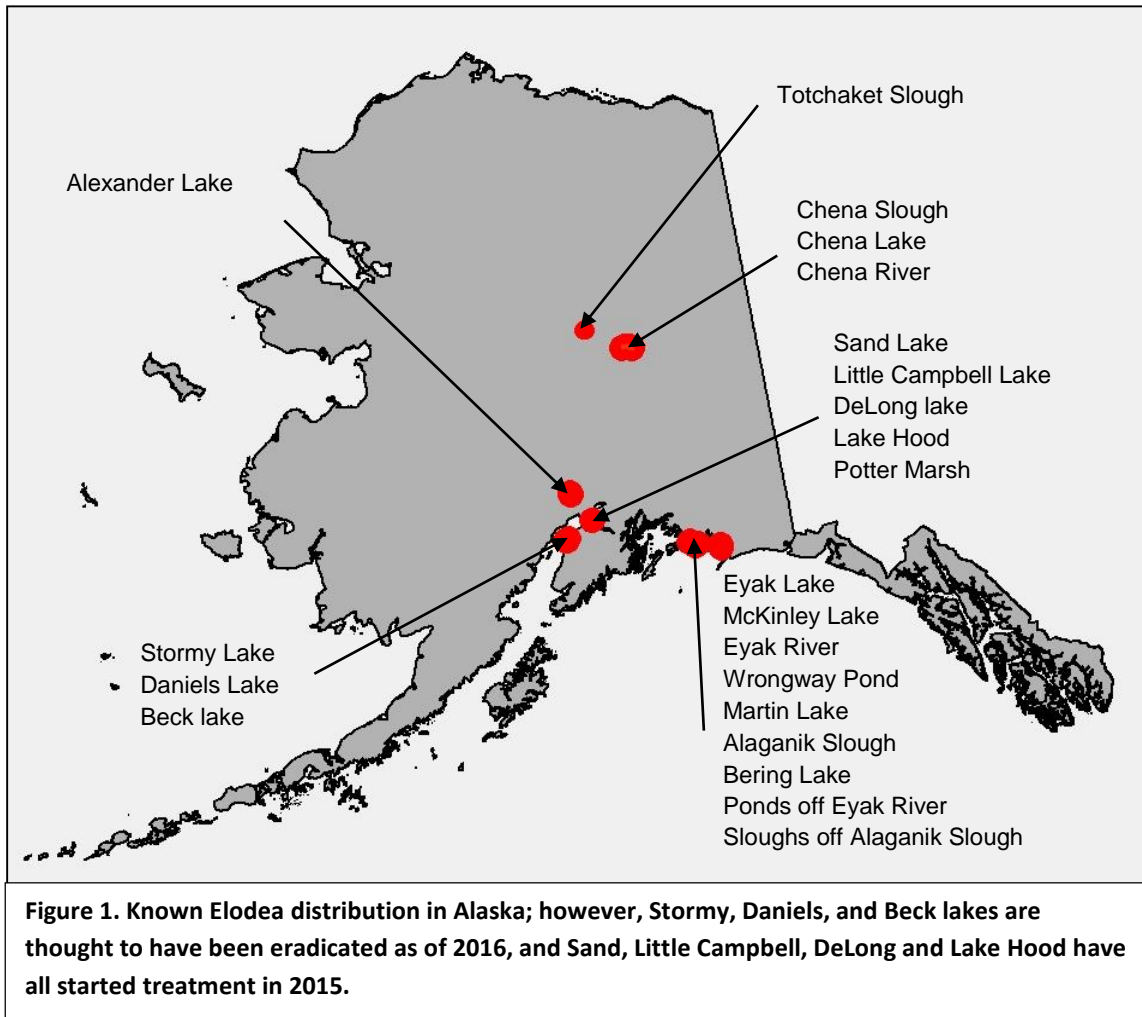 Totchaket Slough
Alexander Lake
Chena Slough
Chena Lake
Chena River
Sand Lake
Little Campbell Lake
DeLong lake
Lake Hood
Potter Marsh
Stormy Lake
Daniels Lake
Beck lake
Eyak Lake
McKinley Lake
Eyak River
Wrongway Pond
Martin Lake
Alaganik Slough
Bering Lake
Ponds off Eyak River
Sloughs off Alaganik Slough
Figure 1. Known Elodea distribution in Alaska; however, Stormy, Daniels, and Beck lakes are
thought to have been eradicated as of 2016, and Sand, Little Campbell, DeLong and Lake Hood have
all started treatment in 2015.